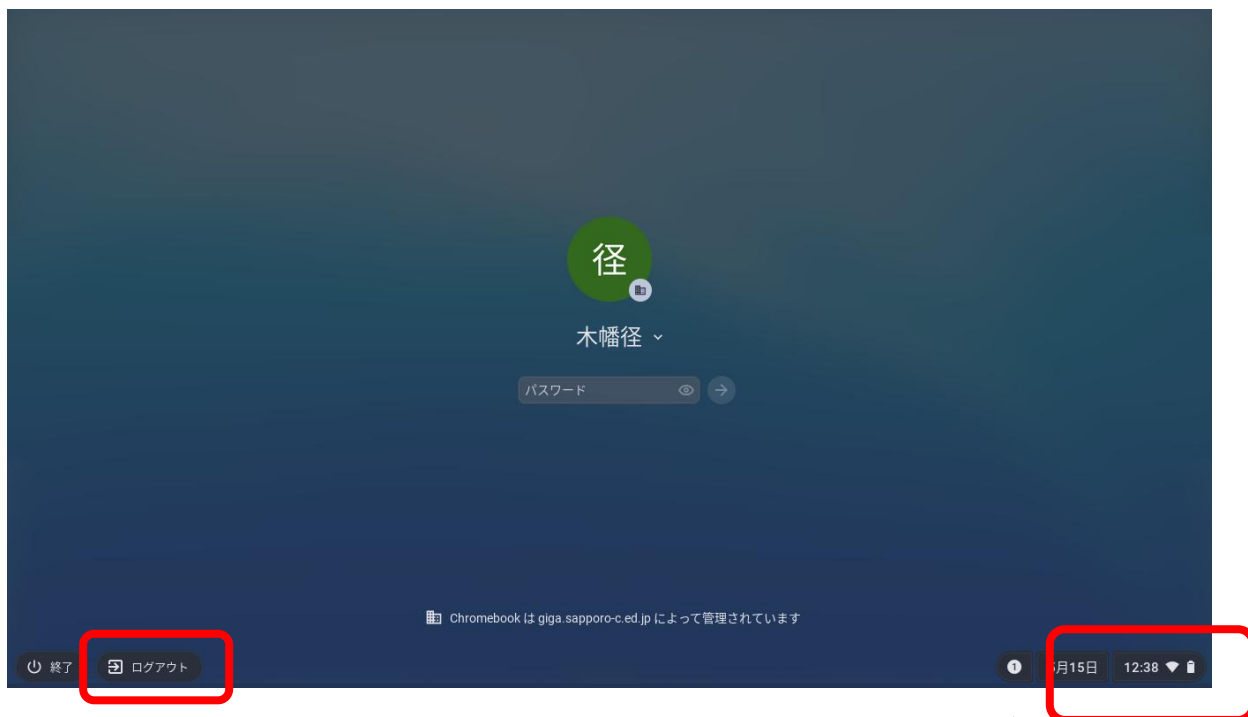 径
木幡径
パスワード
Chromebook は giga.sapporo-c.ed.jp によって管理されています
終了
ログアウト
1
月15日
12:38